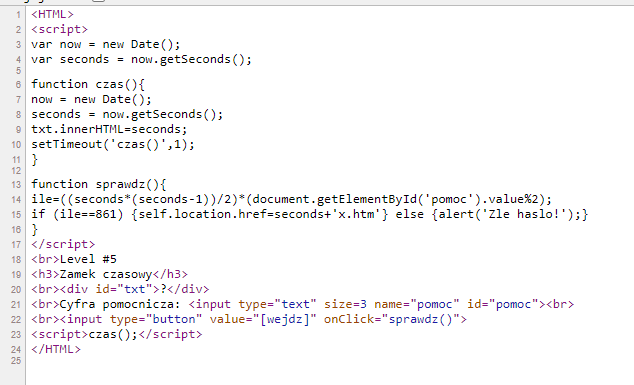 1 <HTML>
2 <script>
3 var now = new Date();
4 var seconds = now.getSeconds();
5
6 function czas(){
7 now = new Date();
8 seconds = now.getSeconds();
9 txt.innerHTML=seconds;
10 setTimeout('czas()',1);
11 }
12
13 function sprawdz(){
14 ile=((seconds*(seconds-1))/2)*(document.getElementById('pomoc').value%2);
15 if (ile==861) {self.location.href=seconds+'x.htm'} else {alert('Zle haslo!');}
16 }
17 </script>
18 <br>Level #5
19 <h3>Zamek czasowy</h3>
20 <br><div id="txt">?</div>
21 <br>Cyfra pomocnicza: <input type="text" size=3 name="pomoc" id="pomoc"><br>
22 <br><input type="button" value="[wejdz]" onClick="sprawdz()">
23 <script>czas();</script>
24 </HTML>
25